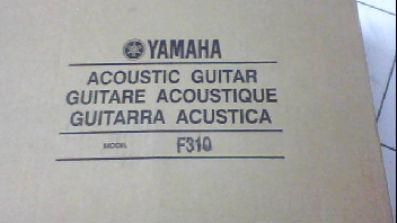 YAMAHA
ACOUSTIC GUITAR
GUITARE ACOUSTIQUE
GUITARRA ACUSTICA
MODEL F310